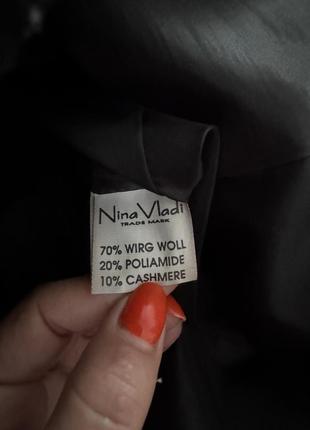 Nina Vladi
TRADE MARK
70% WIRG WOLL
20% POLIAMIDE
10% CASHMERE